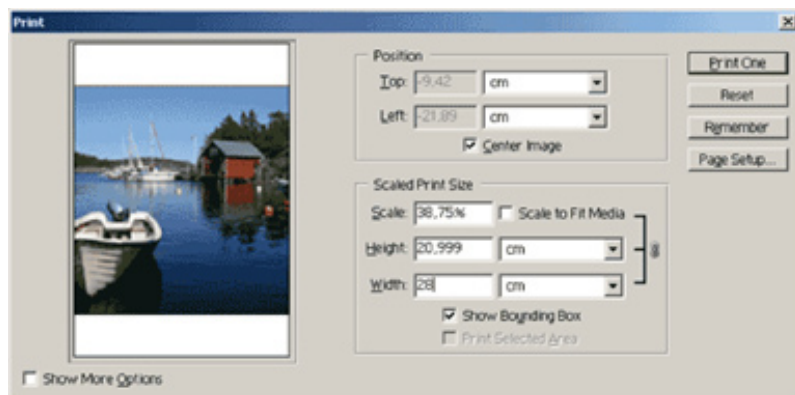 Print
Position
Top: -9.42 cm
Left: -21.89 cm
Center Image
Scaled Print Size
Scale: 38,75% Scale to Fit Media
Height: 20,999 cm
Width: 28 cm
Show Bounding Box
Print Selected Area
Show More Options
Print One
Reset
Remember
Page Setup...